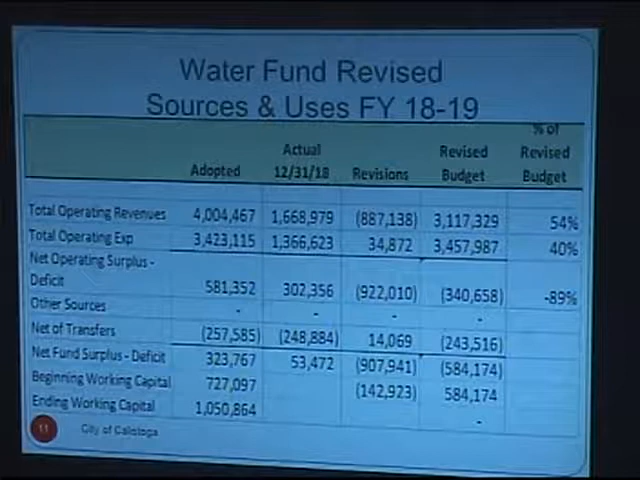 Water Fund Revised
Sources & Uses FY 18-19
Adopted Actual 12/31/18 Revisions Revised Budget % of Revised Budget
Total Operating Revenues 4,004,467 1,668,979 (887,138) 3,117,329 54%
Total Operating Exp 3,423,115 1,366,623 34,872 3,457,987 40%
Net Operating Surplus - Deficit 581,352 302,356 (922,010) (340,658) -89%
Other Sources - - - -
Net of Transfers (257,585) (248,884) 14,069 (243,516)
Net Fund Surplus - Deficit 323,767 53,472 (907,941) (584,174)
Beginning Working Capital 727,097 (142,923) 584,174
Ending Working Capital 1,050,864 -
11 City of Calistoga